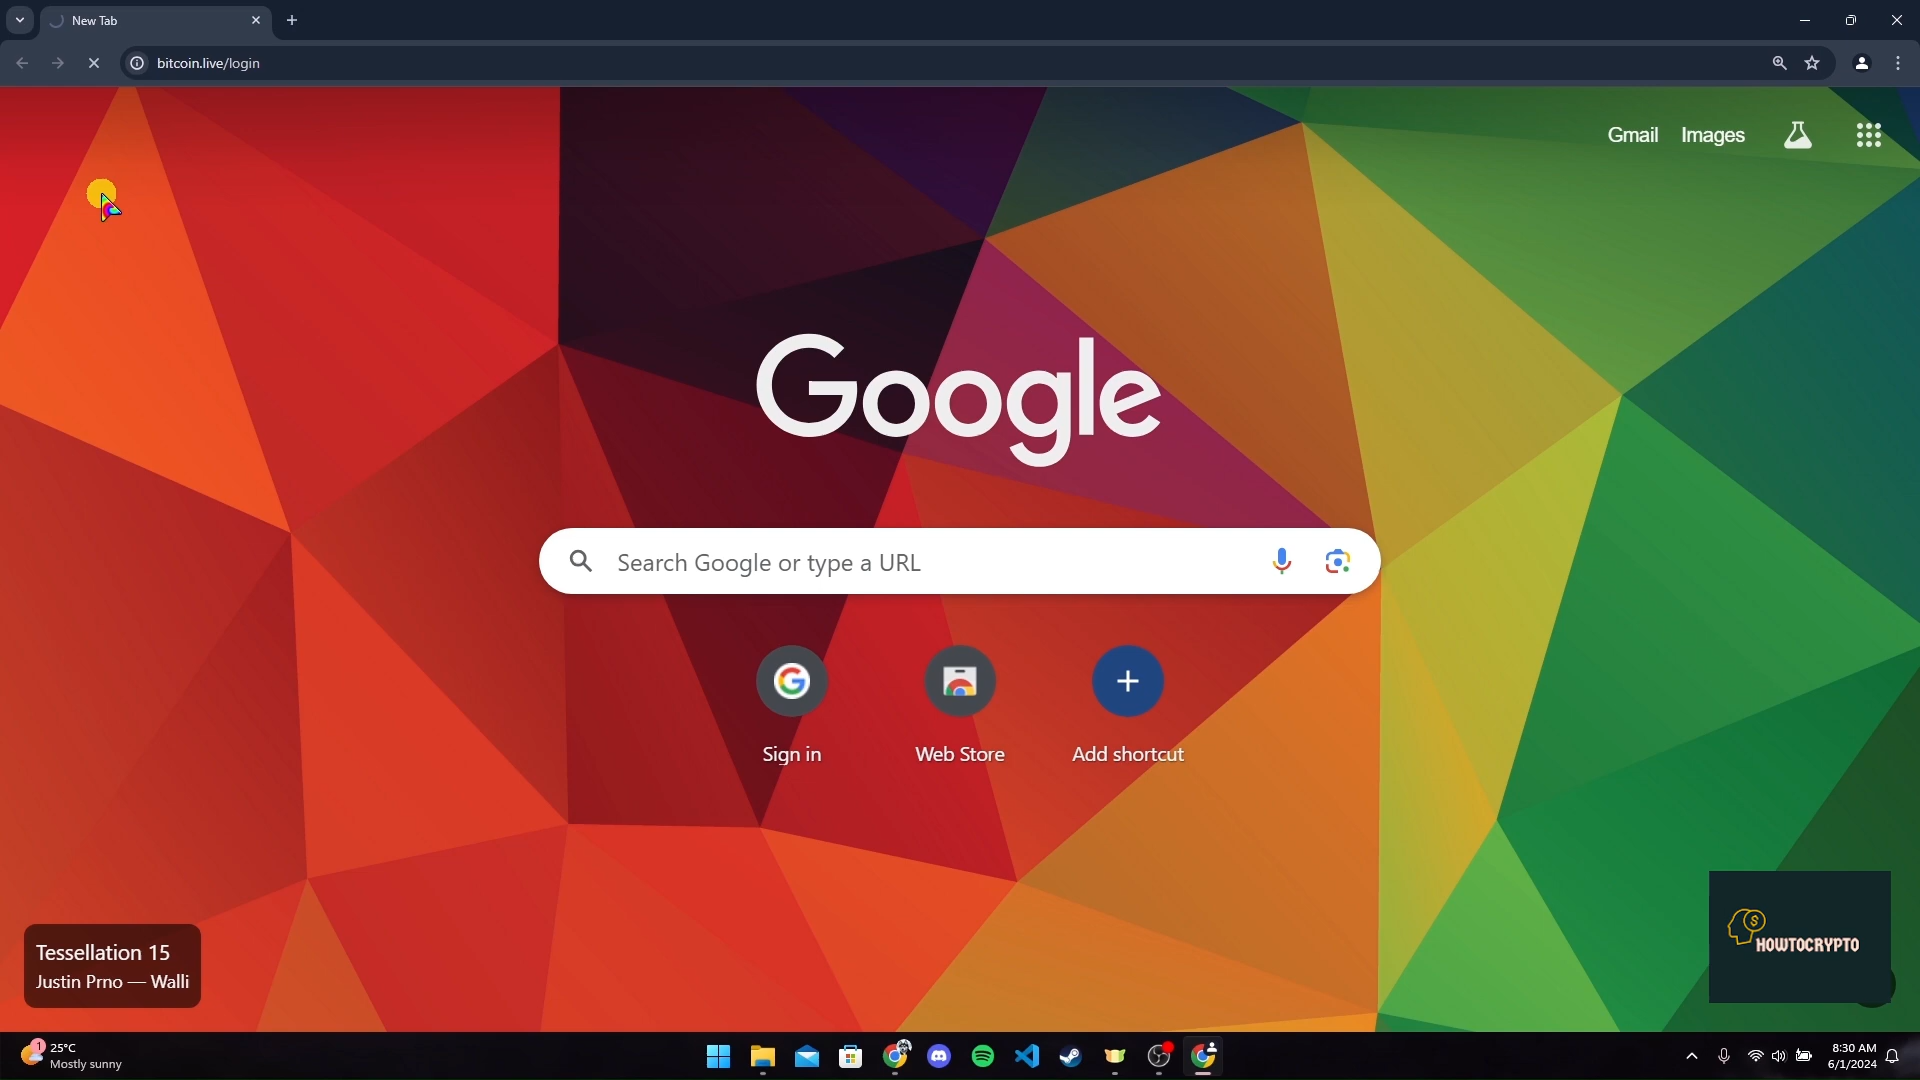 New Tab
bitcoin.live/login
Gmail Images
Google
Search Google or type a URL
Sign in
Web Store
Add shortcut
Tessellation 15
Justin Prno — Walli
HOWTOCRYPTO
1
25°C
Mostly sunny
8:30 AM
6/1/2024